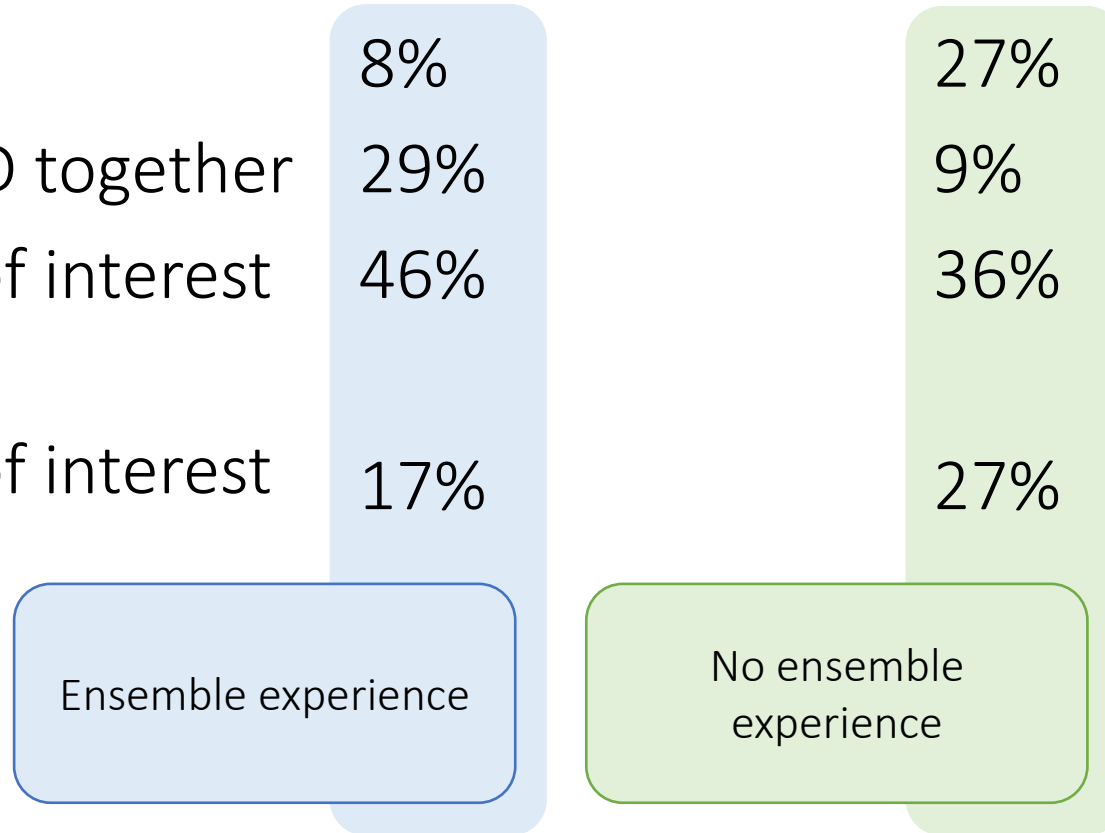 8% 27%
together 29% 9%
interest 46% 36%
interest 17% 27%
Ensemble experience
No ensemble
experience